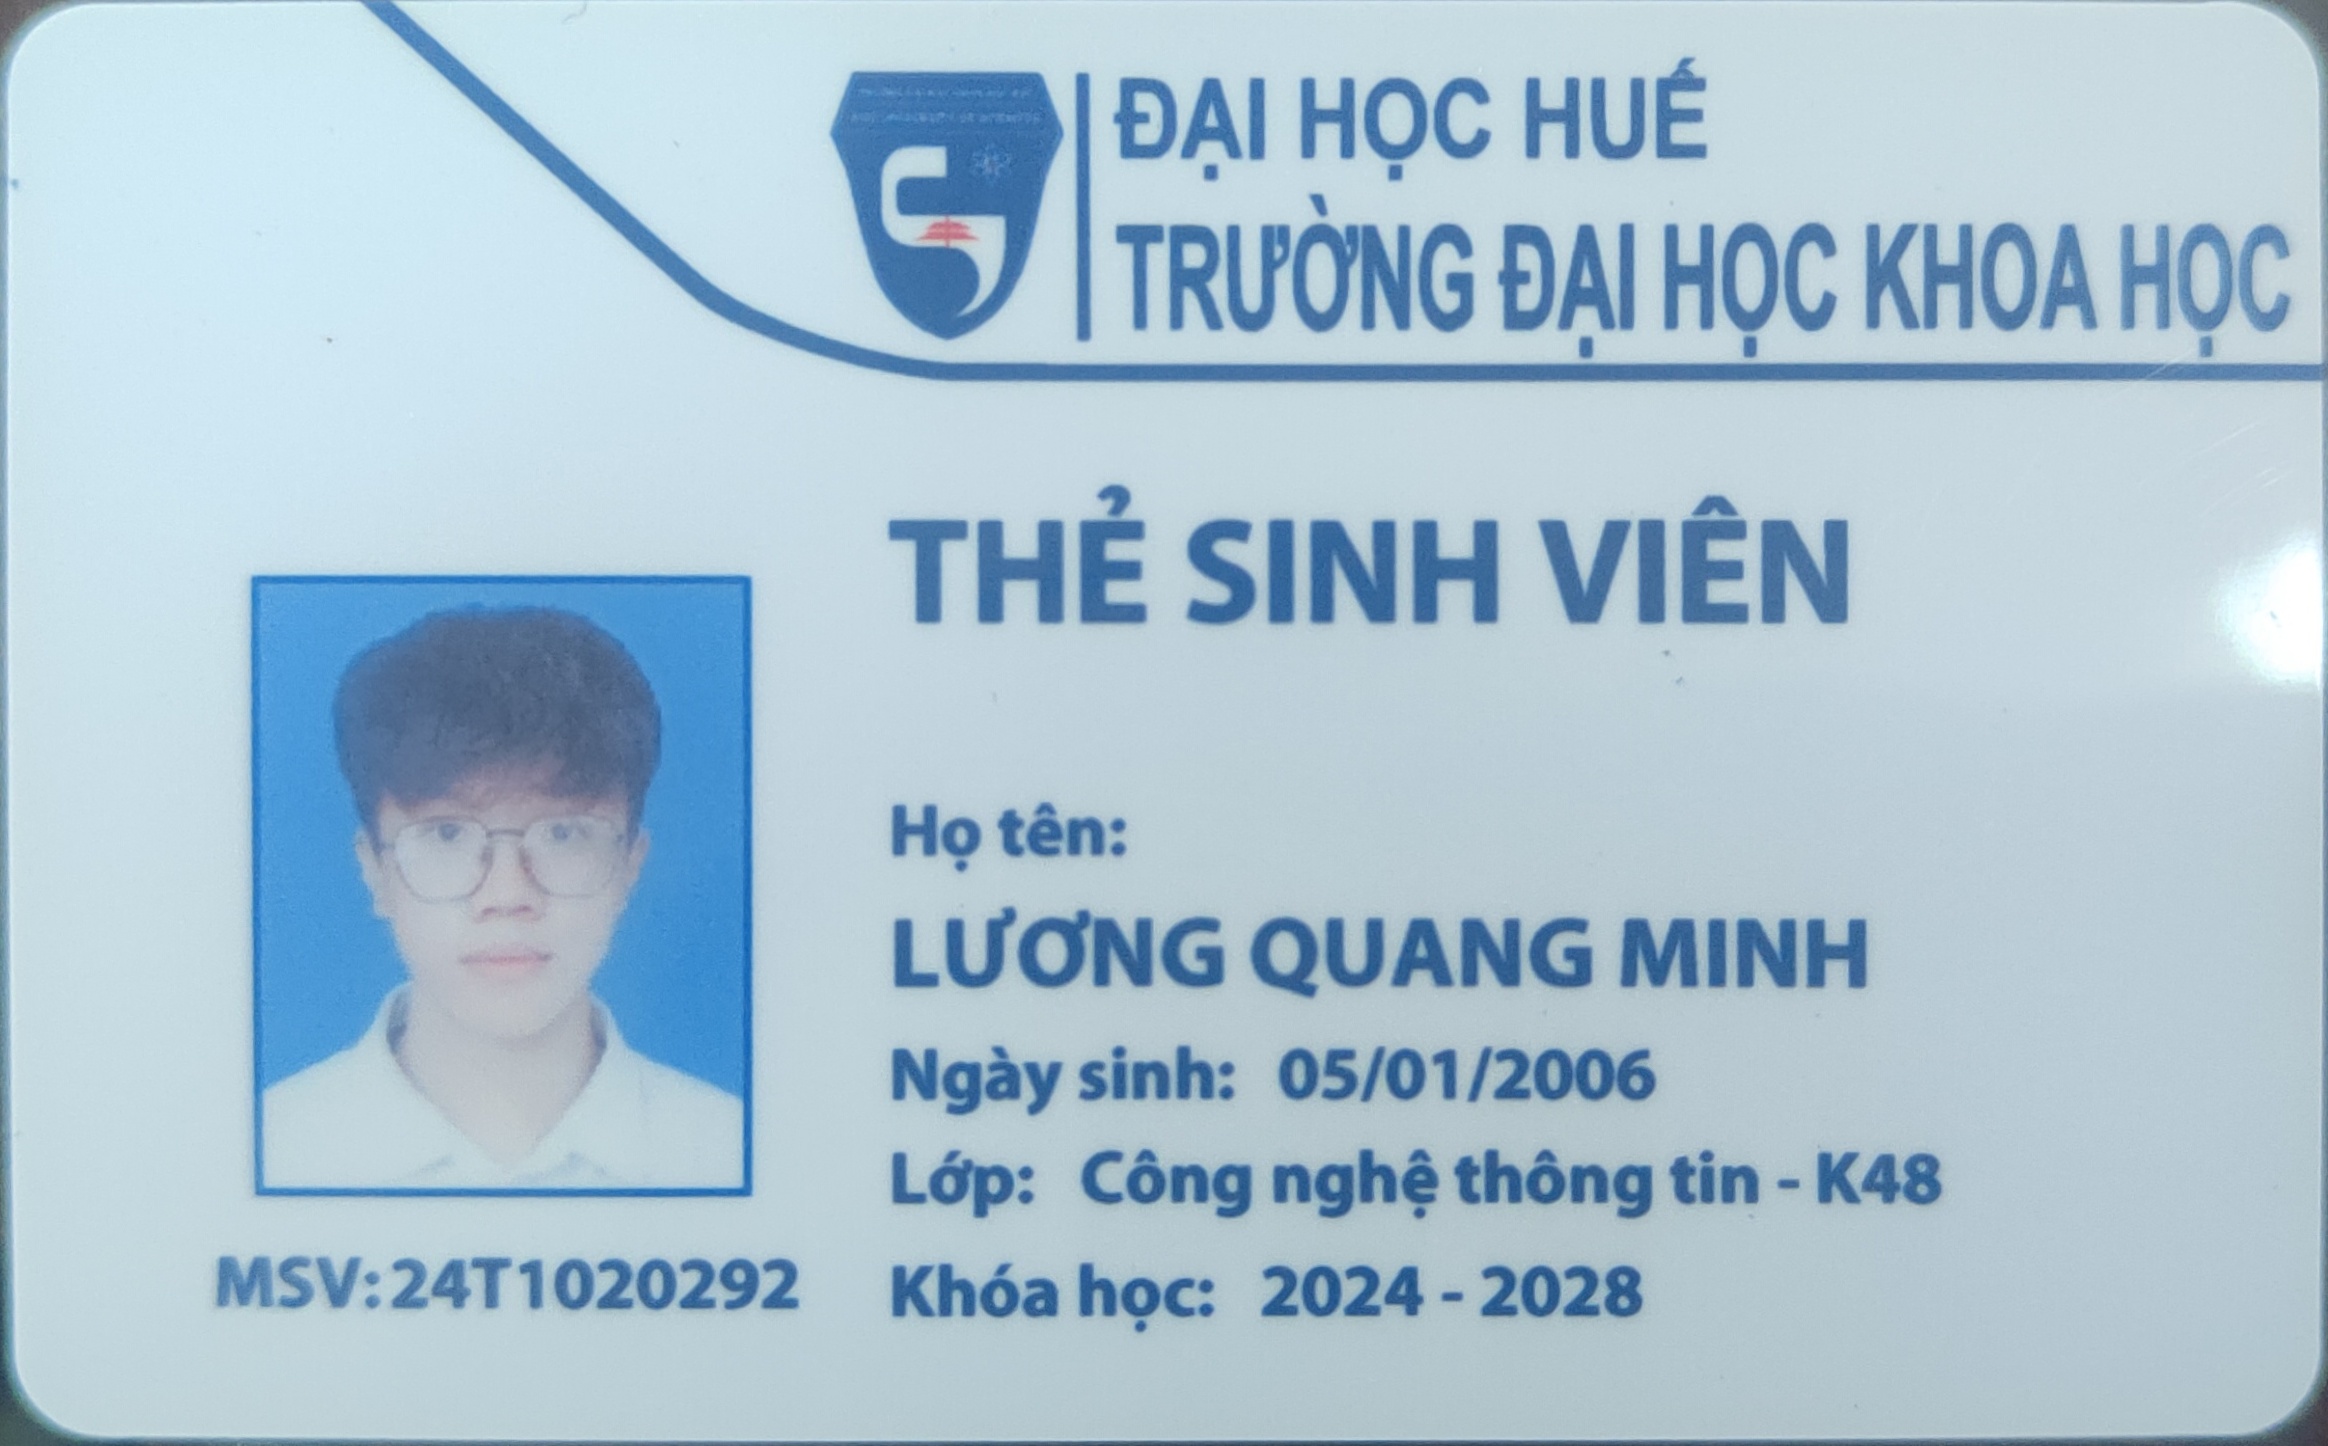 ĐẠI HỌC HUẾ
TRƯỜNG ĐẠI HỌC KHOA HỌC
THẺ SINH VIÊN
Họ tên:
LƯƠNG QUANG MINH
Ngày sinh: 05/01/2006
Lớp: Công nghệ thông tin - K48
Khóa học: 2024 - 2028
MSV:24T1020292